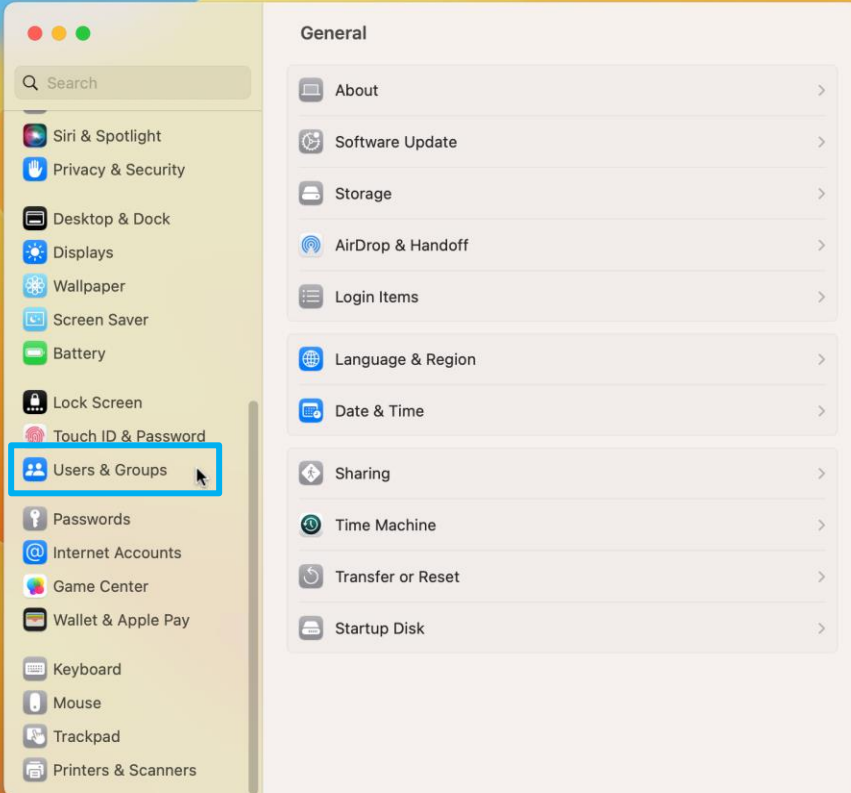 General
Search
Siri & Spotlight
Privacy & Security
Desktop & Dock
Displays
Wallpaper
Screen Saver
Battery
Lock Screen
Touch ID & Password
Users & Groups
Passwords
Internet Accounts
Game Center
Wallet & Apple Pay
Keyboard
Mouse
Trackpad
Printers & Scanners
About
Software Update
Storage
AirDrop & Handoff
Login Items
Language & Region
Date & Time
Sharing
Time Machine
Transfer or Reset
Startup Disk